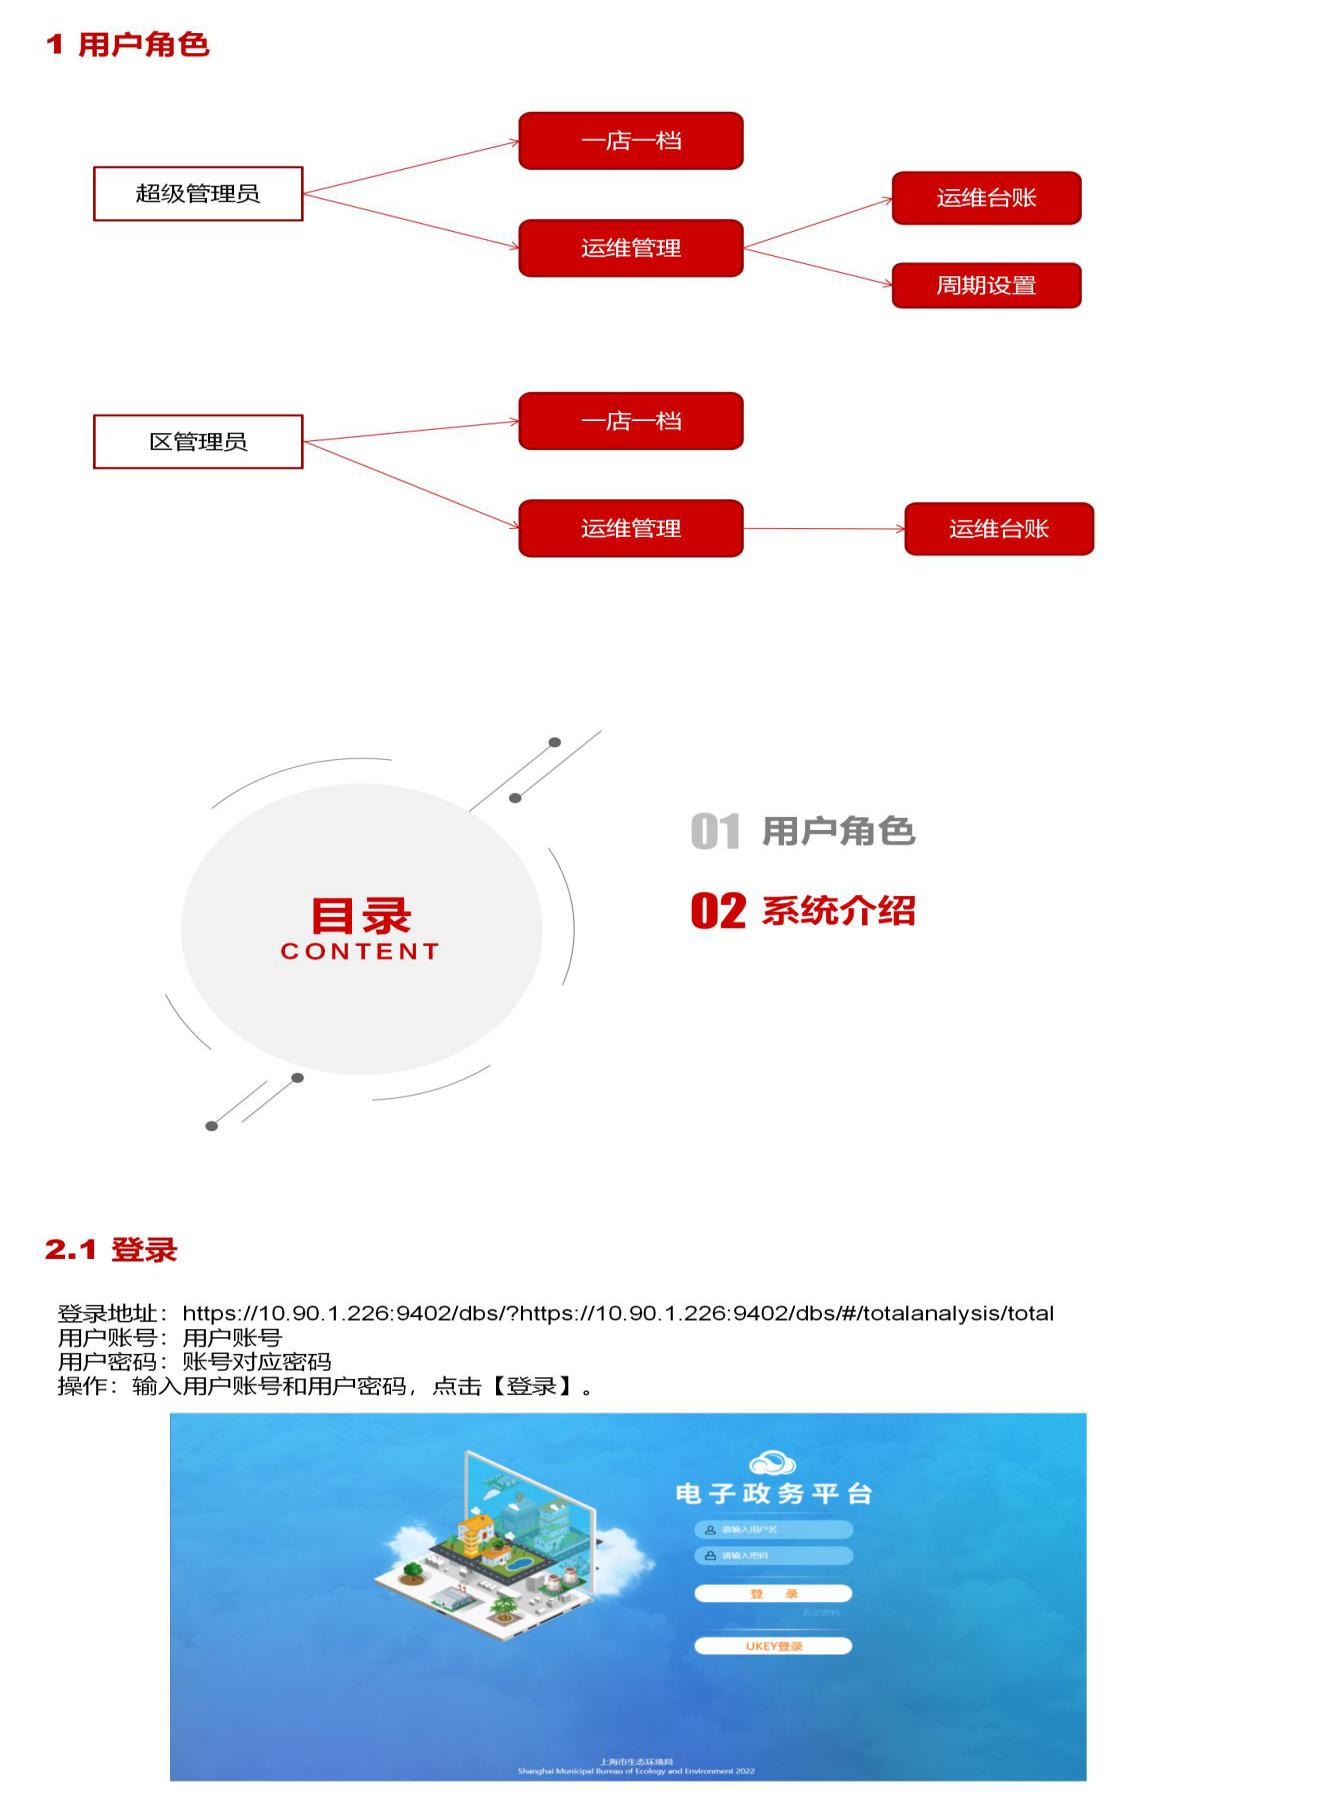 1 用户角色
一店一档
超级管理员
运维台账
运维管理
周期设置
一店一档
区管理员
运维管理
运维台账
01 用户角色
02 系统介绍
目录
CONTENT
2.1 登录
登录地址：https://10.90.1.226:9402/dbs/?https://10.90.1.226:9402/dbs/#/totalanalysis/total
用户账号：用户账号
用户密码：账号对应密码
操作：输入用户账号和用户密码，点击【登录】。
电子政务平台
请输入用户名
请输入密码
登 录
忘记密码
UKEY登录
上海市生态环境局
Shanghai Municipal Bureau of Ecology and Environment 2022